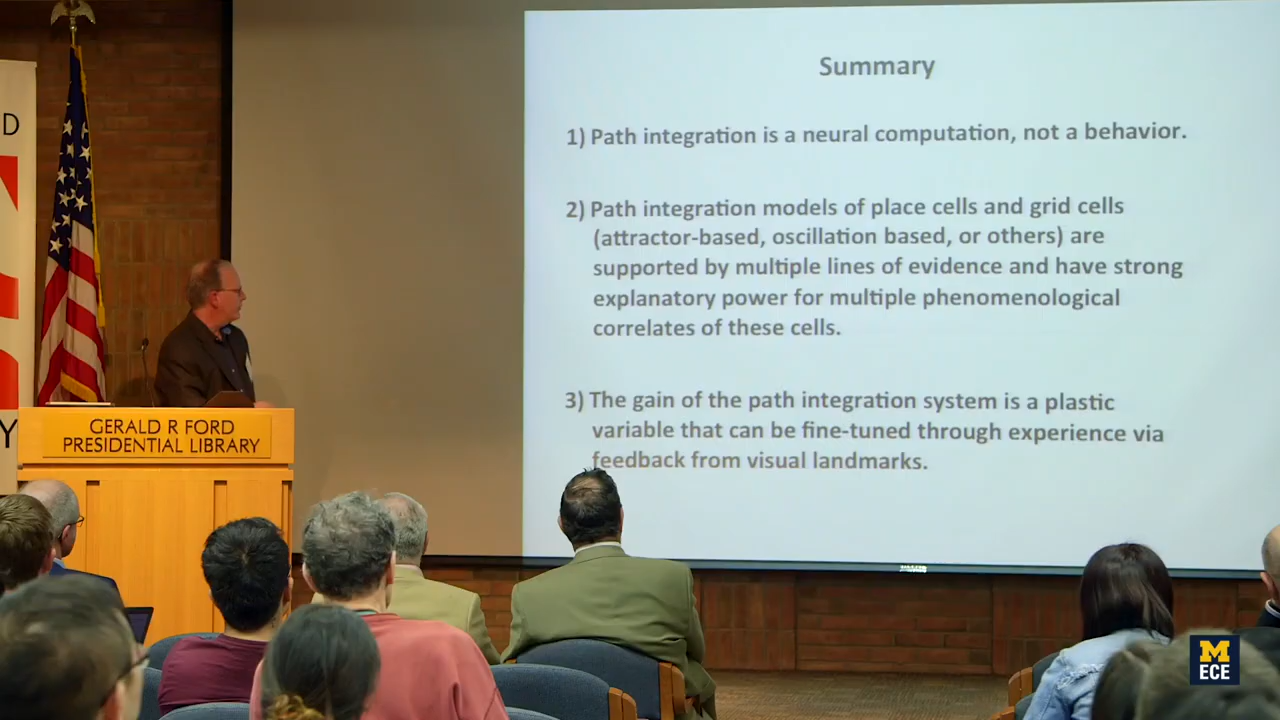 Summary
1) Path integration is a neural computation, not a behavior.
2) Path integration models of place cells and grid cells
(attractor-based, oscillation based, or others) are
supported by multiple lines of evidence and have strong
explanatory power for multiple phenomenological
correlates of these cells.
3) The gain of the path integration system is a plastic
variable that can be fine-tuned through experience via
feedback from visual landmarks.
D
Y
GERALD R FORD
PRESIDENTIAL LIBRARY
M
ECE